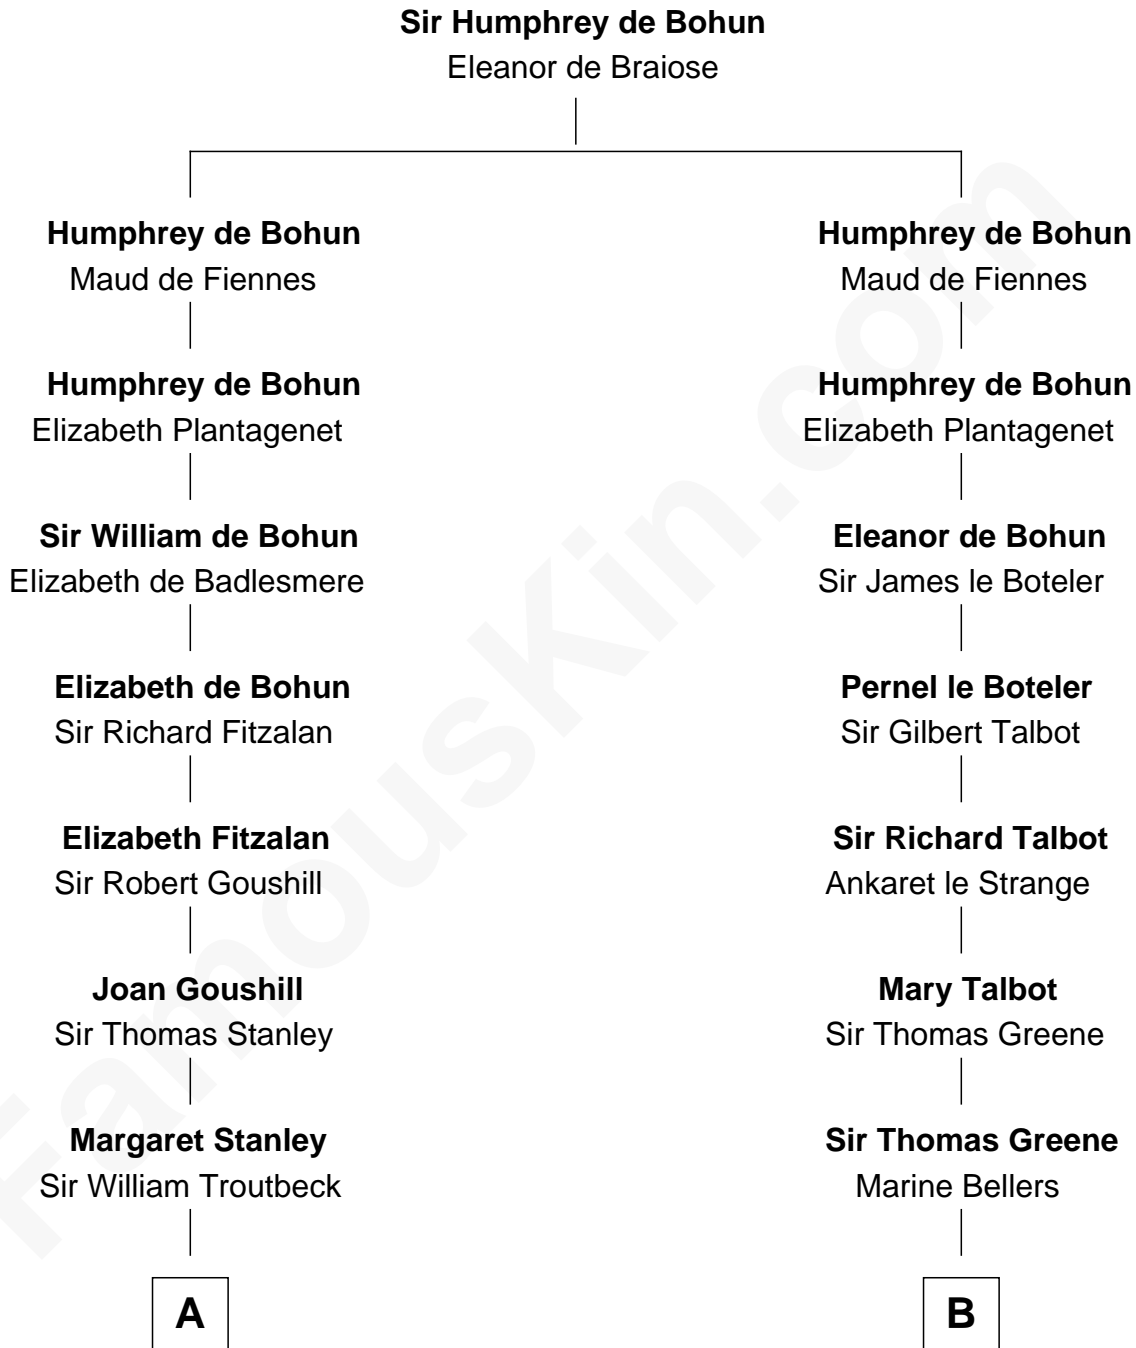 Sir Humphrey de Bohun
Eleanor de Braiose
Humphrey de Bohun
Maud de Fiennes
Humphrey de Bohun
Elizabeth Plantagenet
Sir William de Bohun
Elizabeth de Badlesmere
Elizabeth de Bohun
Sir Richard Fitzalan
Elizabeth Fitzalan
Sir Robert Goushill
Joan Goushill
Sir Thomas Stanley
Margaret Stanley
Sir William Troutbeck
A
Humphrey de Bohun
Maud de Fiennes
Humphrey de Bohun
Elizabeth Plantagenet
Eleanor de Bohun
Sir James le Boteler
Pernel le Boteler
Sir Gilbert Talbot
Sir Richard Talbot
Ankaret le Strange
Mary Talbot
Sir Thomas Greene
Sir Thomas Greene
Marine Bellers
B
FamousKin.com